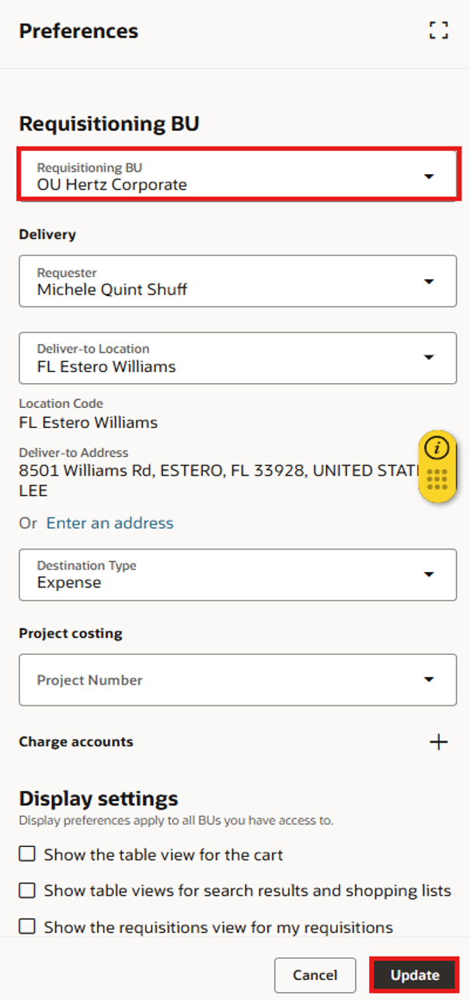 Preferences
Requisitioning BU
Requisitioning BU
OU Hertz Corporate
Delivery
Requester
Michele Quint Shuff
Deliver-to Location
FL Estero Williams
Location Code
FL Estero Williams
Deliver-to Address
8501 Williams Rd, ESTERO, FL 33928, UNITED
LEE
Or Enter an address
Destination Type
Expense
Project costing
Project Number
Charge accounts
Display settings
Display preferences apply to all BUs you have access to.
Show the table view for the cart
Show table views for search results and shopping lists
Show the requisitions view for my requisitions
Cancel Update